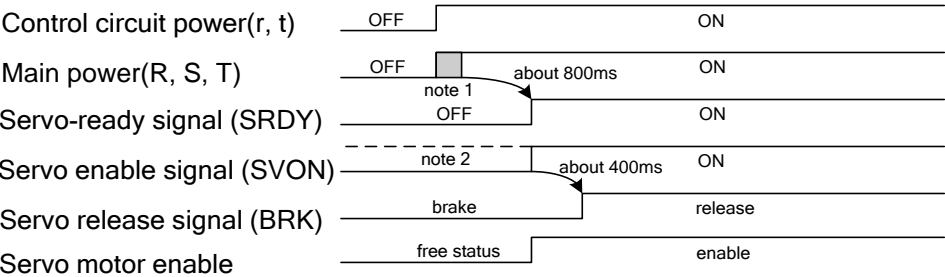 Control circuit power(r, t) OFF ON
Main power(R, S, T) OFF about 800ms ON
note 1
Servo-ready signal (SRDY) OFF ON
Servo enable signal (SVON) note 2 about 400ms ON
Servo release signal (BRK) brake release
Servo motor enable free status enable